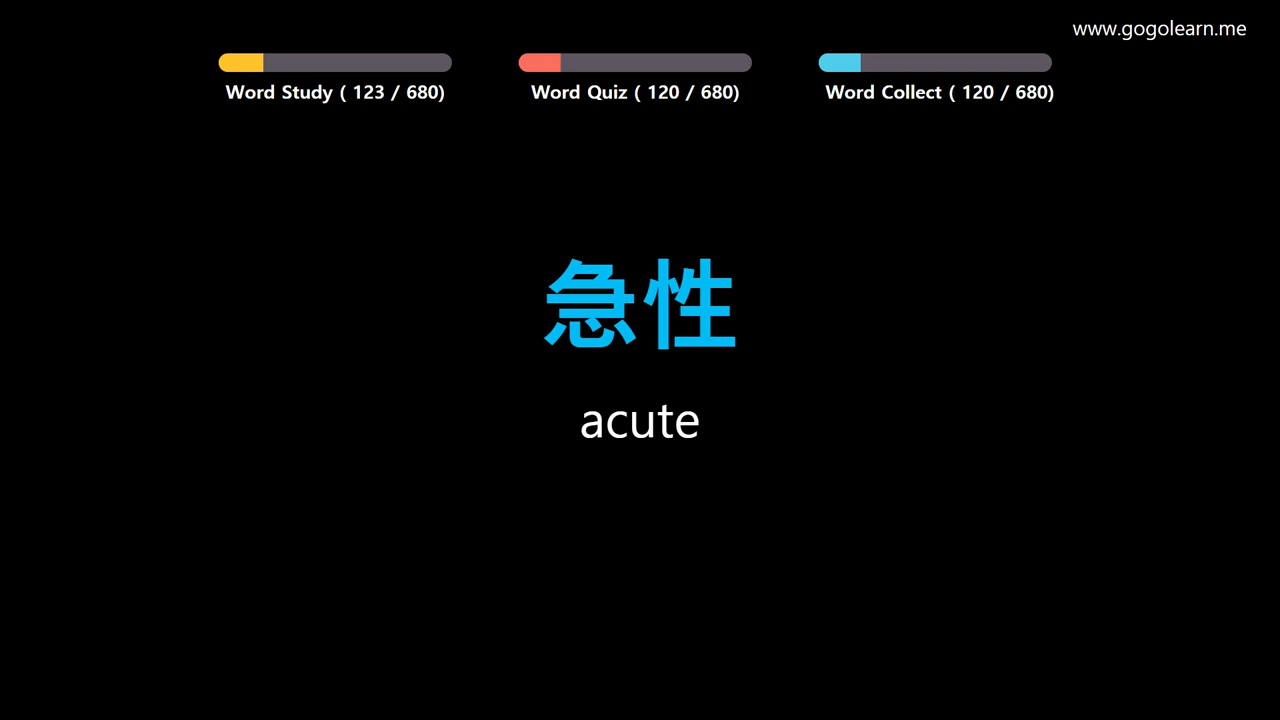 www.gogolearn.me
Word Study ( 123 / 680)
Word Quiz ( 120 / 680)
Word Collect ( 120 / 680)
急性
acute